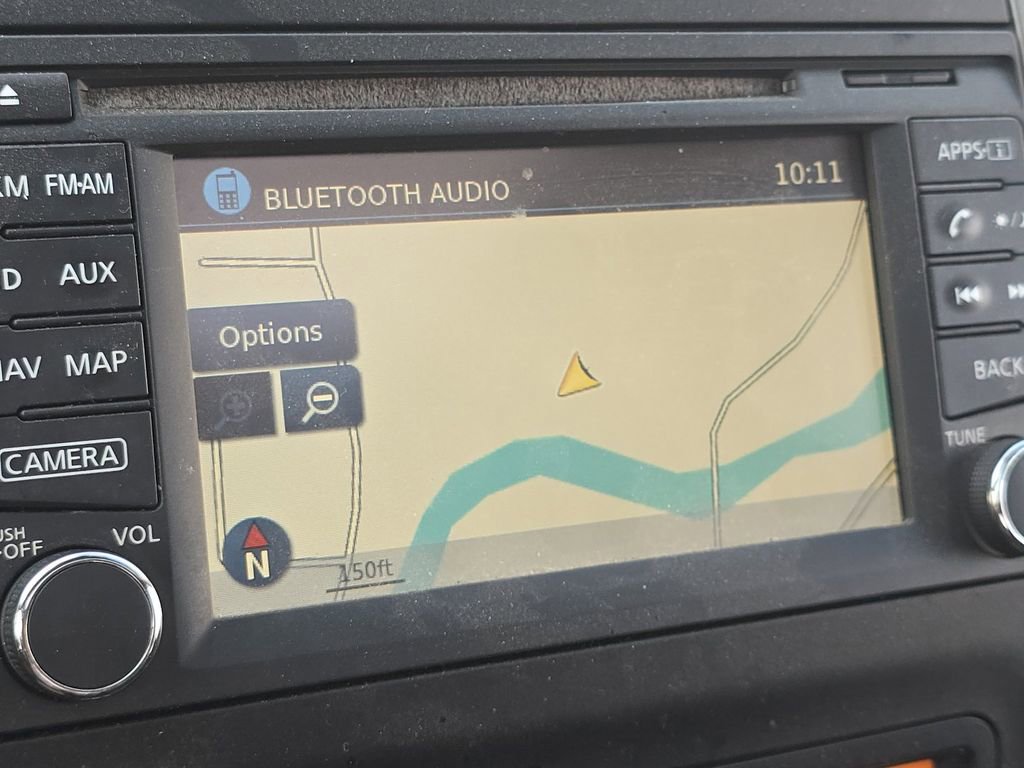 BLUETOOTH AUDIO
10:11
FM·AM
AUX
MAP
CAMERA
VOL
Options
N
150ft
APPS·i
BACK
TUNE